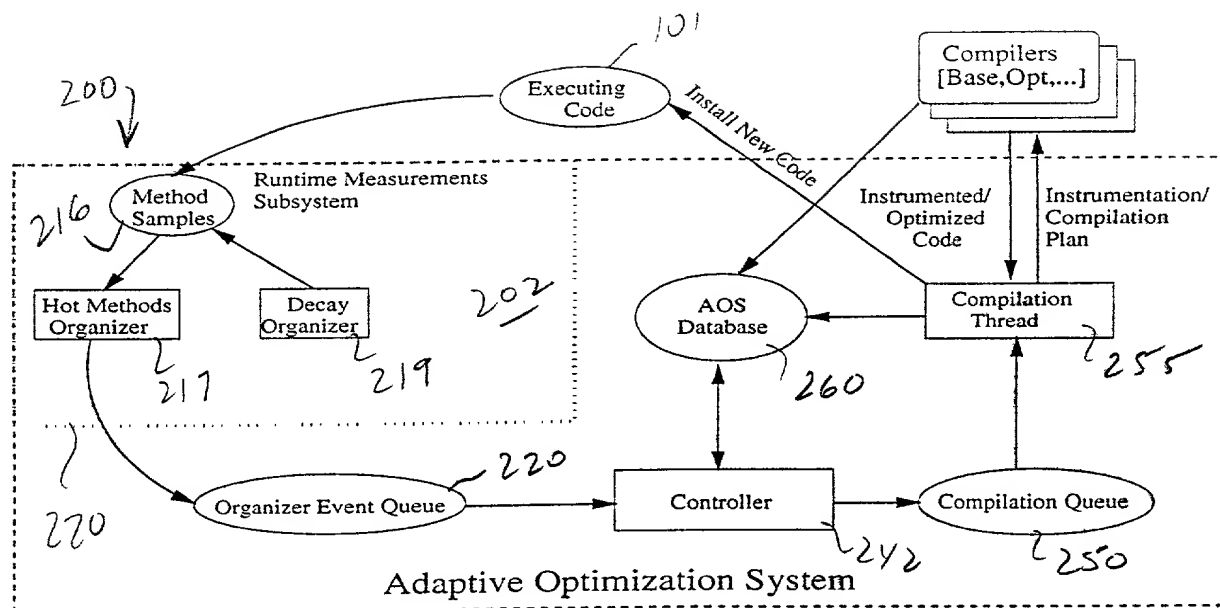 101
Compilers
[Base,Opt,...]
200
Executing
Code
Install New Code
Method
Samples
Runtime Measurements
Subsystem
216
Instrumented/
Optimized
Code
Instrumentation/
Compilation
Plan
Hot Methods
Organizer
Decay
Organizer
202
AOS
Database
Compilation
Thread
217
219
260
255
220
Organizer Event Queue
220
Controller
Compilation Queue
242
250
Adaptive Optimization System